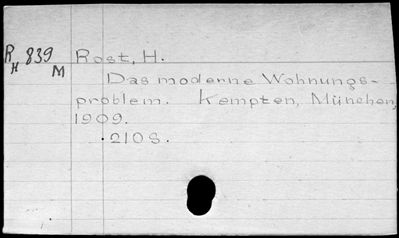 R 839 Rost, H.
H M
Das moderne Wohnungs-
problem. Kempten, München,
1909.
210 S.